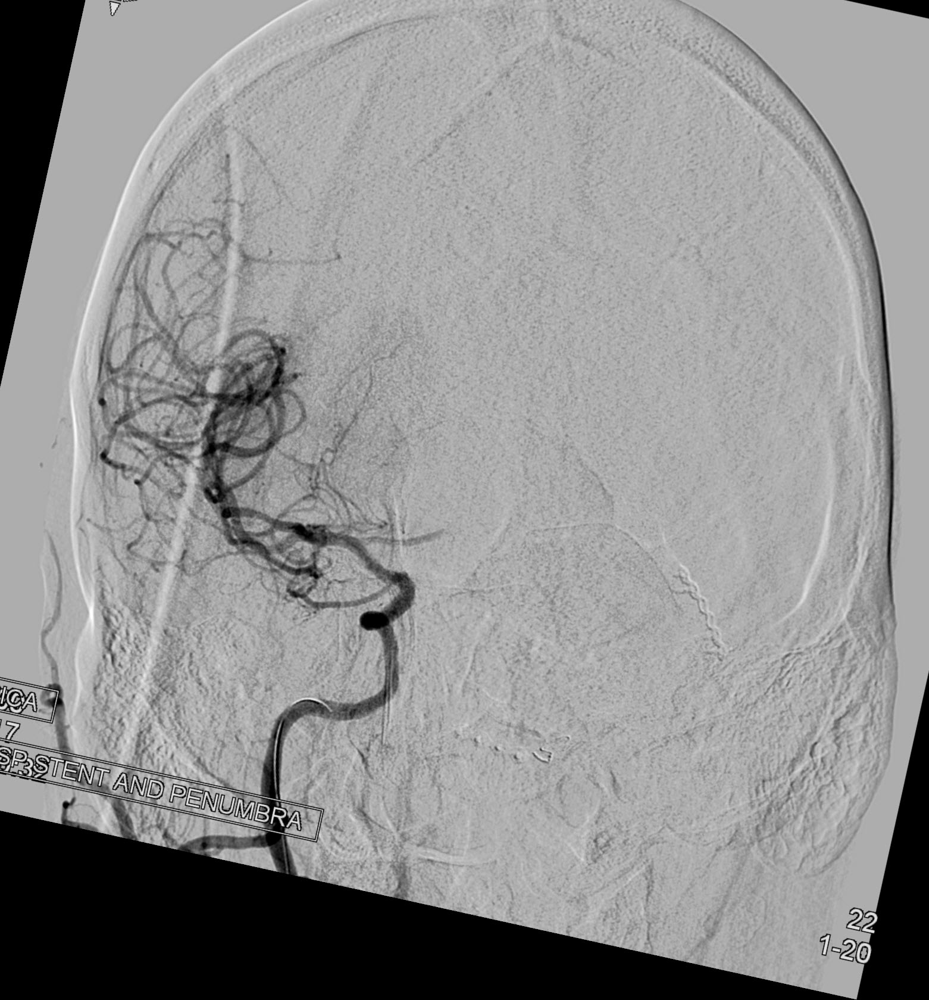 ICA
17
STENT AND PENUMBRA
22
1-20